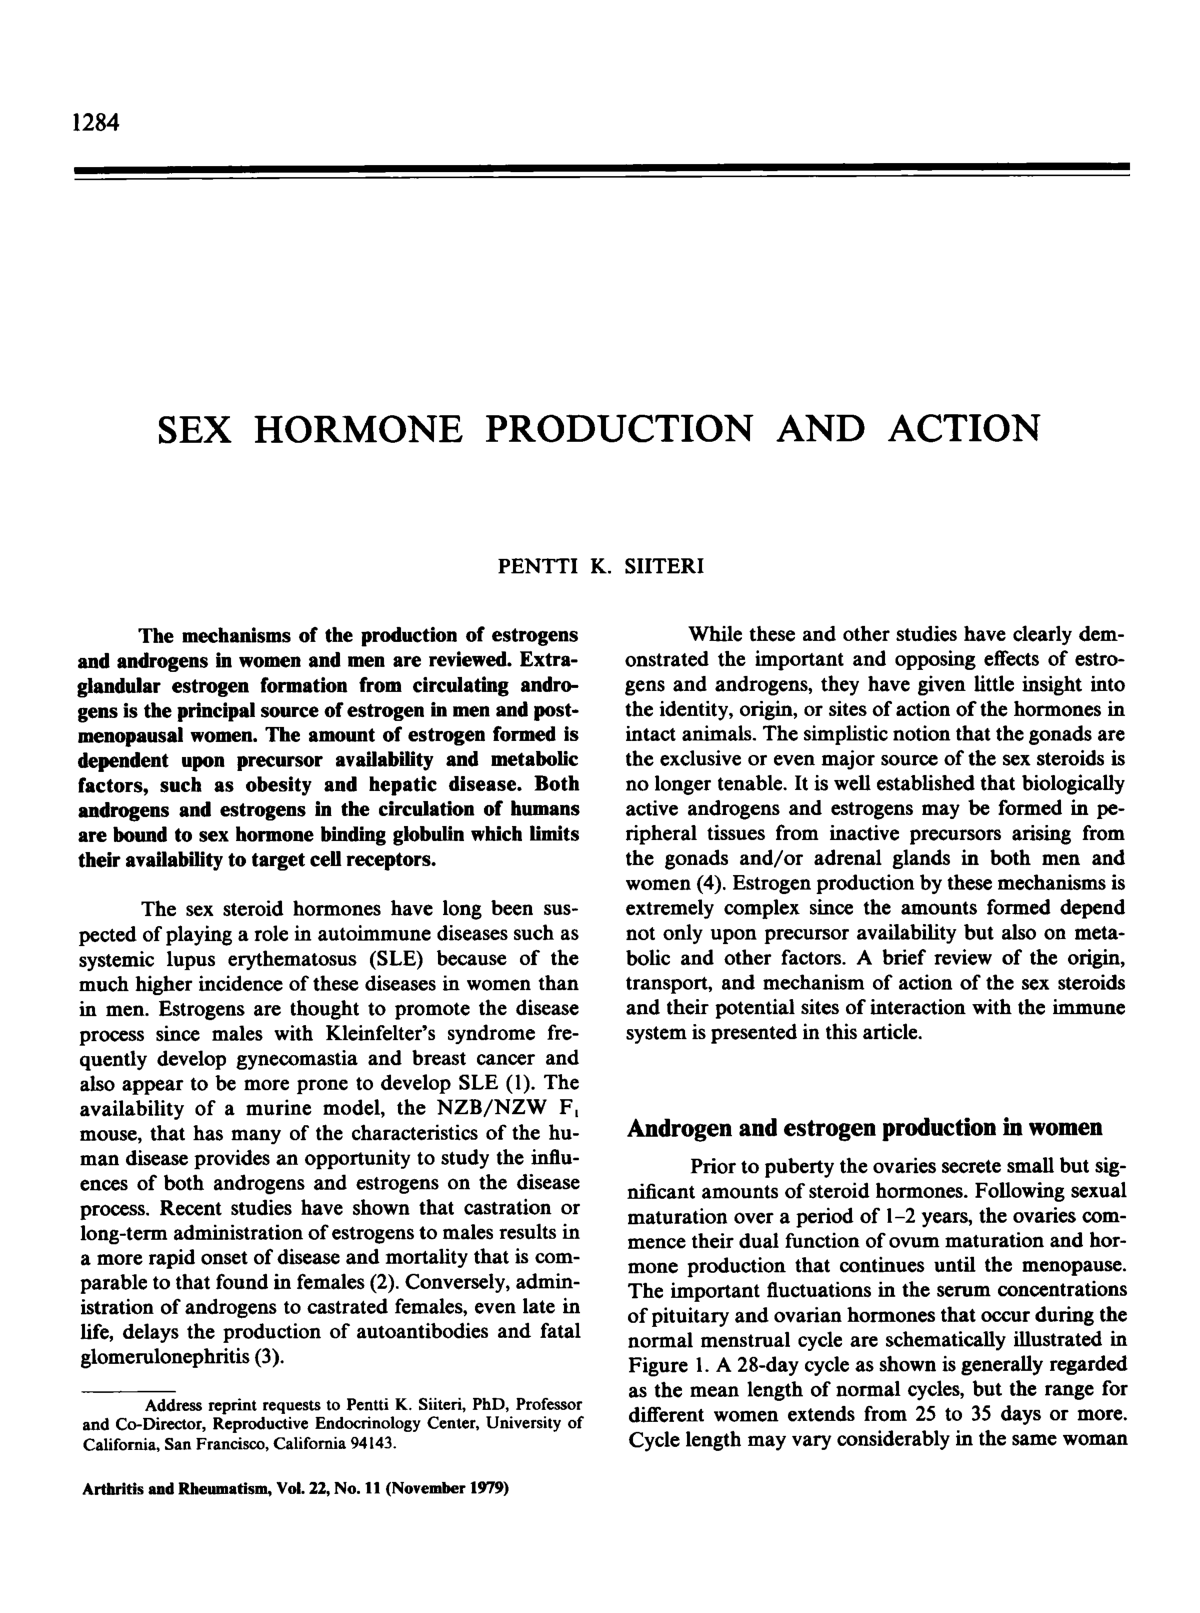 1284
SEX HORMONE PRODUCTION AND ACTION
PENTTI K. SIITERI
The mechanisms of the production of estrogens
and androgens in women and men are reviewed. Extra-
glandular estrogen formation from circulating andro-
gens is the principal source of estrogen in men and post-
menopausal women. The amount of estrogen formed is
dependent upon precursor availability and metabolic
factors, such as obesity and hepatic disease. Both
androgens and estrogens in the circulation of humans
are bound to sex hormone binding globulin which limits
their availability to target cell receptors.
The sex steroid hormones have long been sus-
pected of playing a role in autoimmune diseases such as
systemic lupus erythematosus (SLE) because of the
much higher incidence of these diseases in women than
in men. Estrogens are thought to promote the disease
process since males with Kleinfelter's syndrome fre-
quently develop gynecomastia and breast cancer and
also appear to be more prone to develop SLE (1). The
availability of a murine model, the NZB/NZW F₁
mouse, that has many of the characteristics of the hu-
man disease provides an opportunity to study the influ-
ences of both androgens and estrogens on the disease
process. Recent studies have shown that castration or
long-term administration of estrogens to males results in
a more rapid onset of disease and mortality that is com-
parable to that found in females (2). Conversely, admin-
istration of androgens to castrated females, even late in
life, delays the production of autoantibodies and fatal
glomerulonephritis (3).
Address reprint requests to Pentti K. Siiteri, PhD, Professor
and Co-Director, Reproductive Endocrinology Center, University of
California, San Francisco, California 94143.
Arthritis and Rheumatism, Vol. 22, No. 11 (November 1979)
While these and other studies have clearly dem-
onstrated the important and opposing effects of estro-
gens and androgens, they have given little insight into
the identity, origin, or sites of action of the hormones in
intact animals. The simplistic notion that the gonads are
the exclusive or even major source of the sex steroids is
no longer tenable. It is well established that biologically
active androgens and estrogens may be formed in pe-
ripheral tissues from inactive precursors arising from
the gonads and/or adrenal glands in both men and
women (4). Estrogen production by these mechanisms is
extremely complex since the amounts formed depend
not only upon precursor availability but also on meta-
bolic and other factors. A brief review of the origin,
transport, and mechanism of action of the sex steroids
and their potential sites of interaction with the immune
system is presented in this article.
Androgen and estrogen production in women
Prior to puberty the ovaries secrete small but sig-
nificant amounts of steroid hormones. Following sexual
maturation over a period of 1–2 years, the ovaries com-
mence their dual function of ovum maturation and hor-
mone production that continues until the menopause.
The important fluctuations in the serum concentrations
of pituitary and ovarian hormones that occur during the
normal menstrual cycle are schematically illustrated in
Figure 1. A 28-day cycle as shown is generally regarded
as the mean length of normal cycles, but the range for
different women extends from 25 to 35 days or more.
Cycle length may vary considerably in the same woman